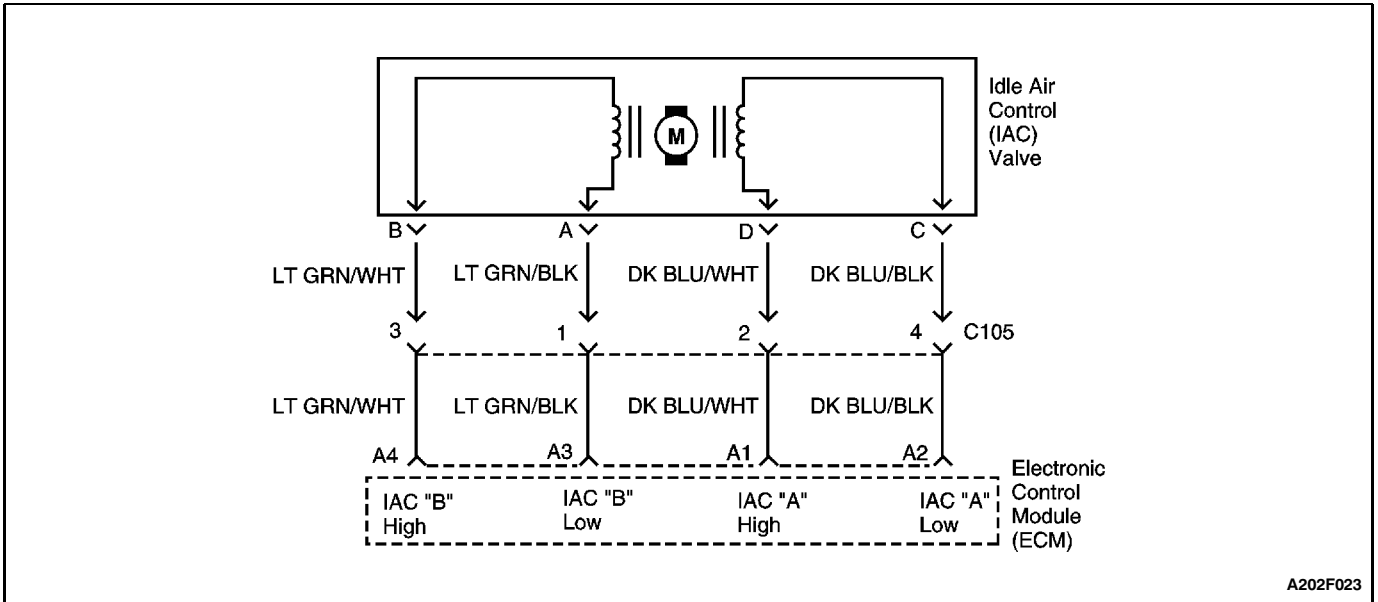 Idle Air
Control
(IAC)
Valve
M
B A D C
LT GRN/WHT LT GRN/BLK DK BLU/WHT DK BLU/BLK
3 1 2 4 C105
LT GRN/WHT LT GRN/BLK DK BLU/WHT DK BLU/BLK
A4 A3 A1 A2
IAC "B"
High
IAC "B"
Low
IAC "A"
High
IAC "A"
Low
Electronic
Control
Module
(ECM)
A202F023